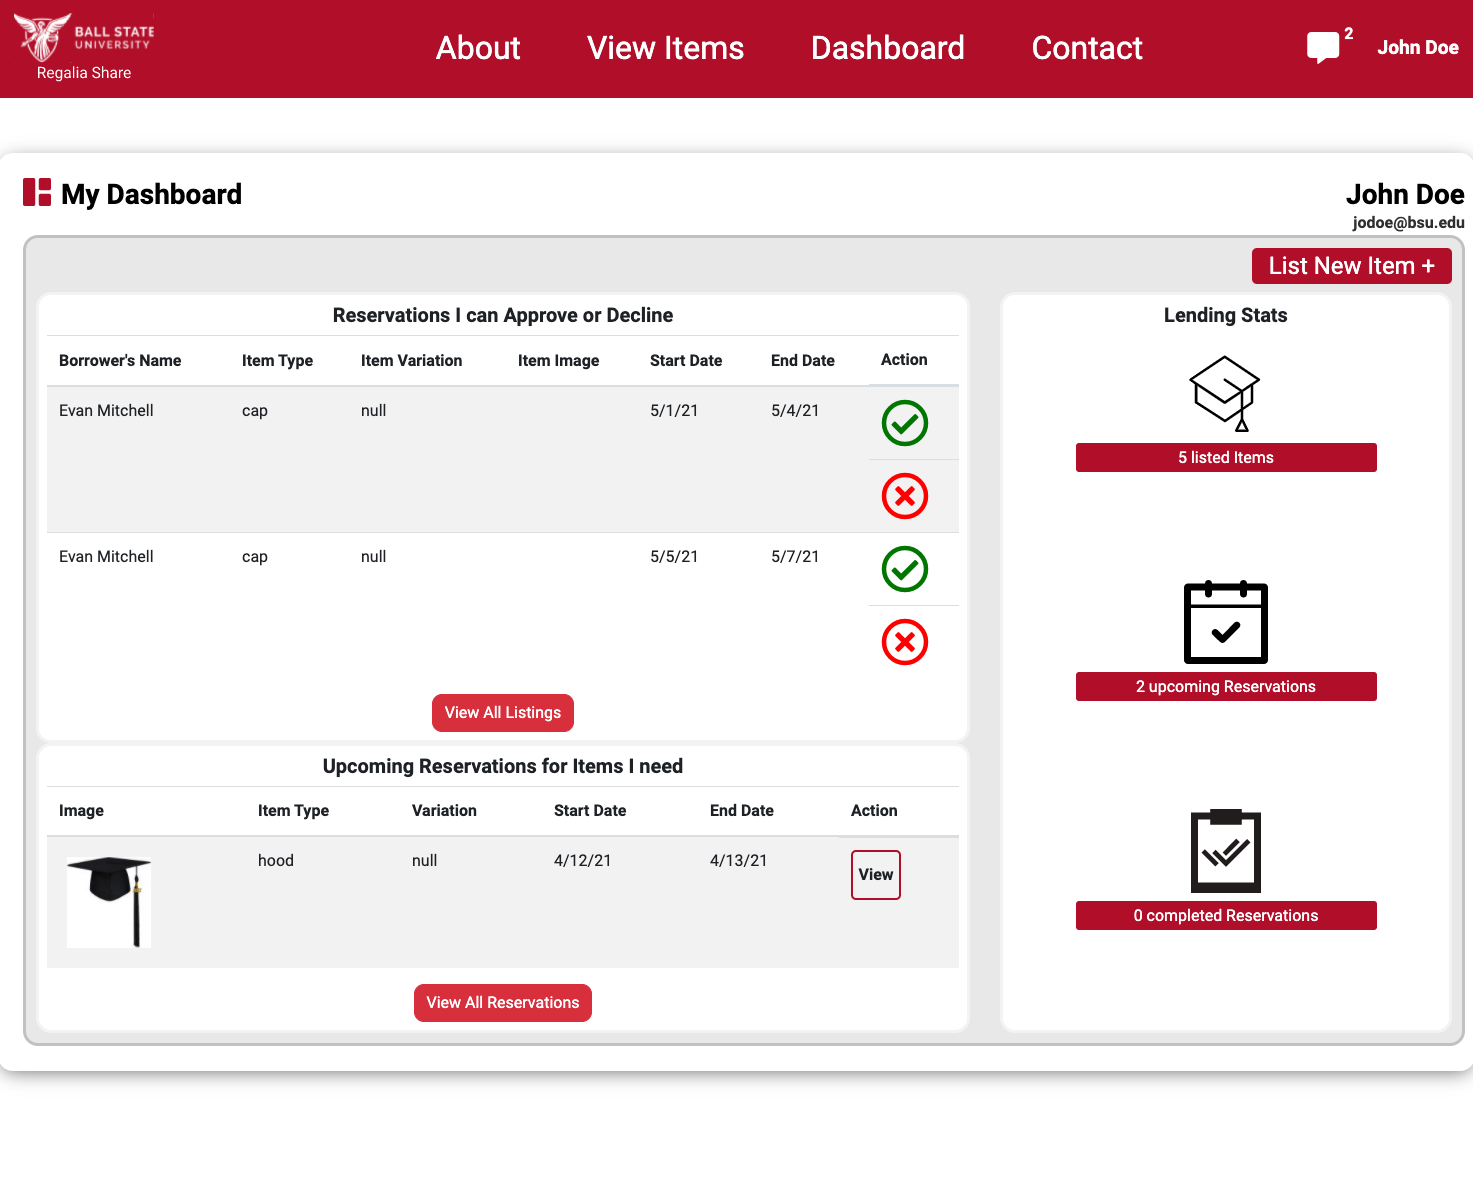 BALL STATE
UNIVERSITY
Regalia Share
About View Items Dashboard Contact
2
John Doe
My Dashboard
John Doe
jodoe@bsu.edu
List New Item +
Reservations I can Approve or Decline
Borrower's Name Item Type Item Variation Item Image Start Date End Date Action
Evan Mitchell cap null 5/1/21 5/4/21
Evan Mitchell cap null 5/5/21 5/7/21
View All Listings
Upcoming Reservations for Items I need
Image Item Type Variation Start Date End Date Action
hood null 4/12/21 4/13/21 View
View All Reservations
Lending Stats
5 listed Items
2 upcoming Reservations
0 completed Reservations